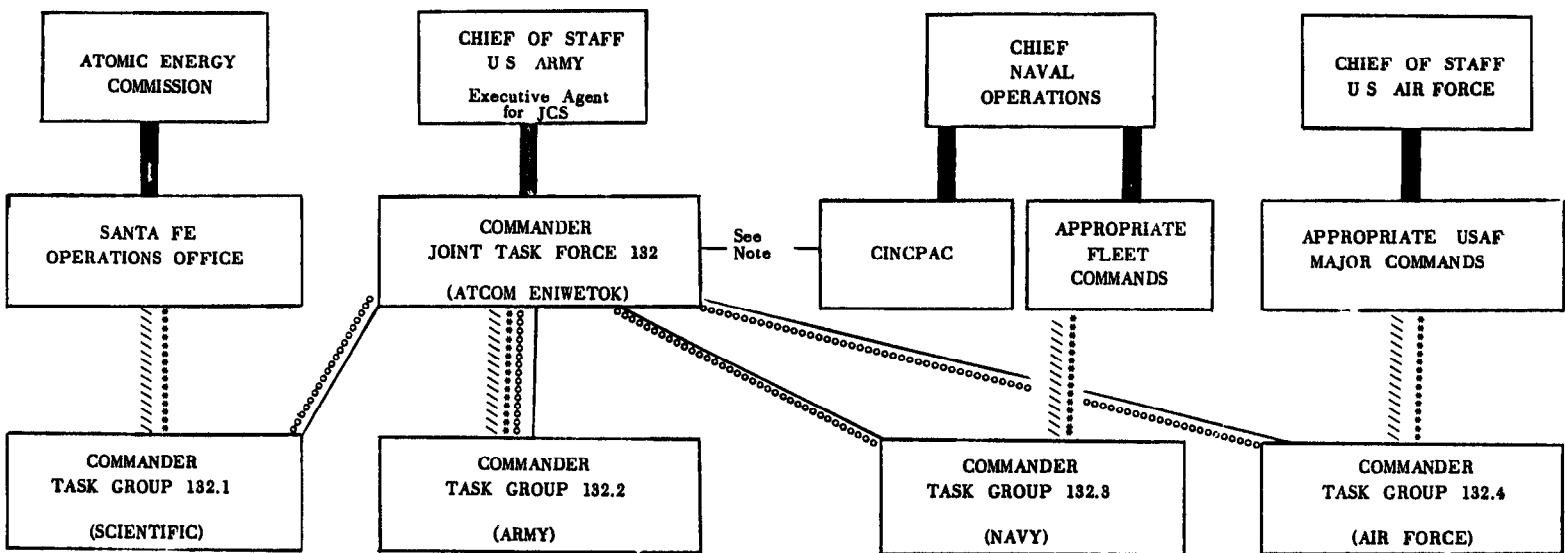 ATOMIC ENERGY
COMMISSION
CHIEF OF STAFF
U S ARMY
Executive Agent
for JCS
CHIEF
NAVAL
OPERATIONS
CHIEF OF STAFF
U S AIR FORCE
SANTA FE
OPERATIONS OFFICE
COMMANDER
JOINT TASK FORCE 132
(ATCOM ENIWETOK)
See
Note
CINCPAC
APPROPRIATE
FLEET
COMMANDS
APPROPRIATE USAF
MAJOR COMMANDS
COMMANDER
TASK GROUP 132.1
(SCIENTIFIC)
COMMANDER
TASK GROUP 132.2
(ARMY)
COMMANDER
TASK GROUP 132.3
(NAVY)
COMMANDER
TASK GROUP 132.4
(AIR FORCE)